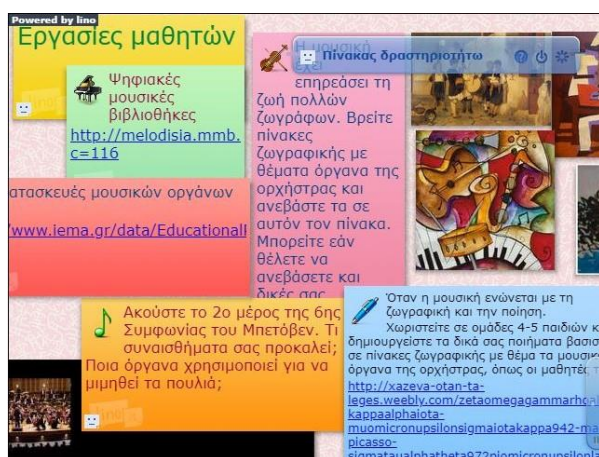 Powered by lino
Εργασίες μαθητών
Ψηφιακές
μουσικές
βιβλιοθήκες
http://melodisia.mmb.
c=116
ατασκευές μουσικών οργάνων
/www.iema.gr/data/Educational
Η μουσική
έχει
επηρεάσει τη
ζωή πολλών
ζωγράφων. Βρείτε
πίνακες
ζωγραφικής με
θέματα όργανα της
ορχήστρας και
ανεβάστε τα σε
αυτόν τον πίνακα.
Μπορείτε εάν
θέλετε να
ανεβάσετε και
δικές σας
Πίνακας δραστηριοτήτω
Ακούστε το 2ο μέρος της 6ης
Συμφωνίας του Μπετόβεν. Τι
συναισθήματα σας προκαλεί;
Ποια όργανα χρησιμοποιεί για να
μιμηθεί τα πουλιά;
Όταν η μουσική ενώνεται με τη
ζωγραφική και την ποίηση.
Χωριστείτε σε ομάδες 4-5 παιδιών κ
δημιουργείστε τα δικά σας ποιήματα βασισ
σε πίνακες ζωγραφικής με θέμα τα μουσικ
όργανα της ορχήστρας, όπως οι μαθητές
http://xazeva-otan-ta-
leges.weebly.com/zetaomegagammarho
kappaalphaiota-
muomicronupsilonsigmaiotakappa942-ma
picasso-
sigmataualphatheta972piomicronupsilonla